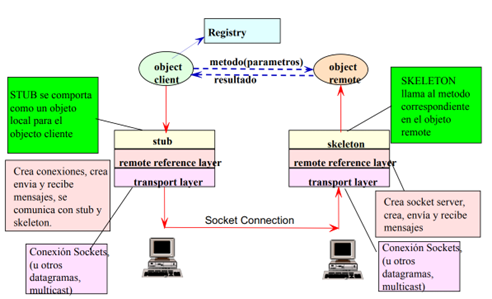 Registry
object
client
metodo(parametros)
resultado
object
remote
STUB se comporta
como un objeto
local para el
objecto cliente
SKELETON
llama al metodo
correspondiente
en el objeto
remote
stub
remote reference layer
transport layer
skeleton
remote reference layer
transport layer
Crea conexiones, crea
envia y recibe
mensajes, se
comunica con stub y
skeleton.
Crea socket server,
crea, envía y recibe
mensajes
Socket Connection
Conexión Sockets,
(u otros
datagramas,
multicast)
Conexión Sockets,
(u otros
datagramas,
multicast)